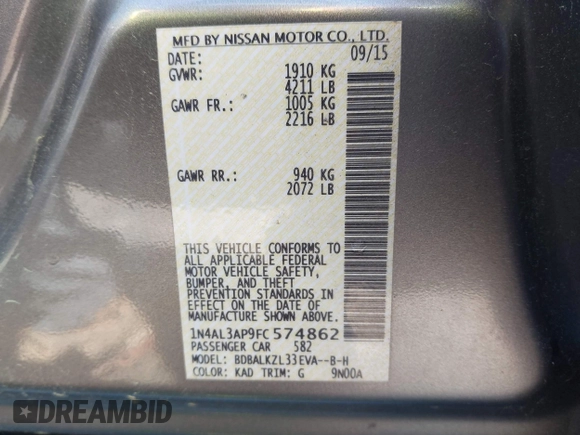 MFD BY NISSAN MOTOR CO., LTD.
DATE: 09/15
GVWR: 1910 KG
4211 LB
GAWR FR.: 1005 KG
2216 LB
GAWR RR.: 940 KG
2072 LB
THIS VEHICLE CONFORMS TO
ALL APPLICABLE FEDERAL
MOTOR VEHICLE SAFETY,
BUMPER, AND THEFT
PREVENTION STANDARDS
IN EFFECT ON THE DATE
OF MANUFACTURE SHOWN
ABOVE.
1N4AL3AP9FC574862
PASSENGER CAR 582
MODEL: BDBALKZL33EVA--B-H
COLOR: KAD TRIM: G 9N00A
DREAMBID